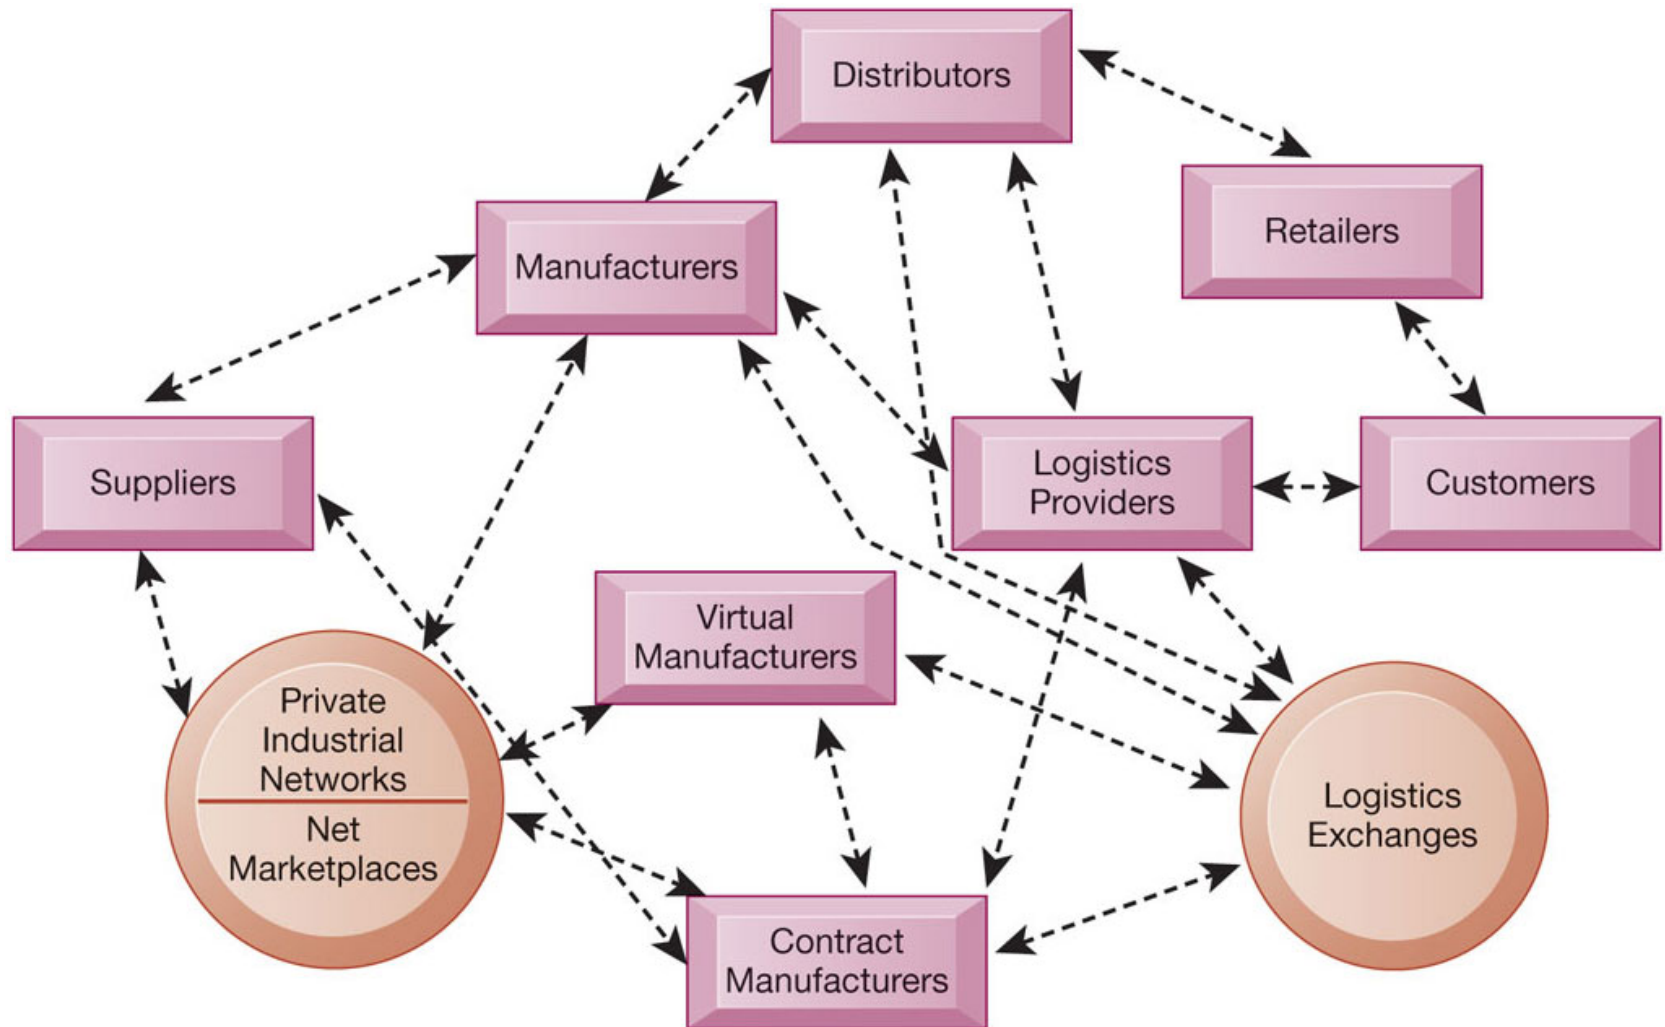 Distributors
Retailers
Manufacturers
Suppliers
Logistics
Providers
Customers
Virtual
Manufacturers
Private
Industrial
Networks
Net
Marketplaces
Logistics
Exchanges
Contract
Manufacturers